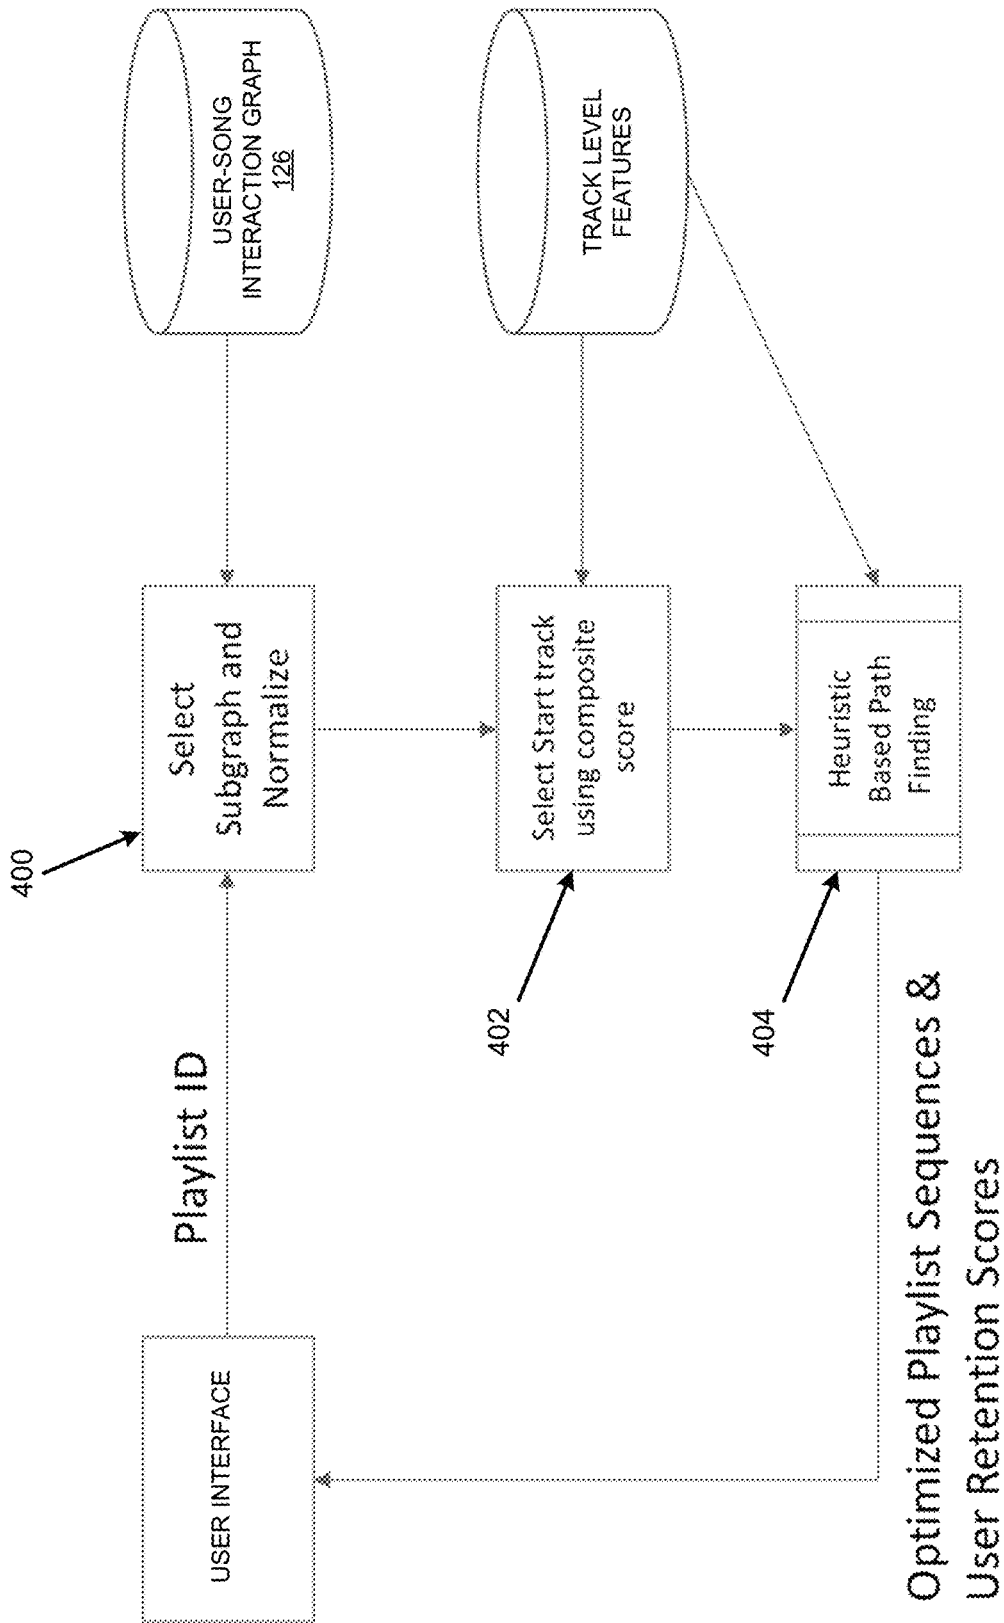 USER INTERFACE
Playlist ID
400
Select
Subgraph and
Normalize
USER-SONG
INTERACTION GRAPH
126
402
Select Start track
using composite
score
TRACK LEVEL
FEATURES
404
Heuristic
Based Path
Finding
Optimized Playlist Sequences &
User Retention Scores